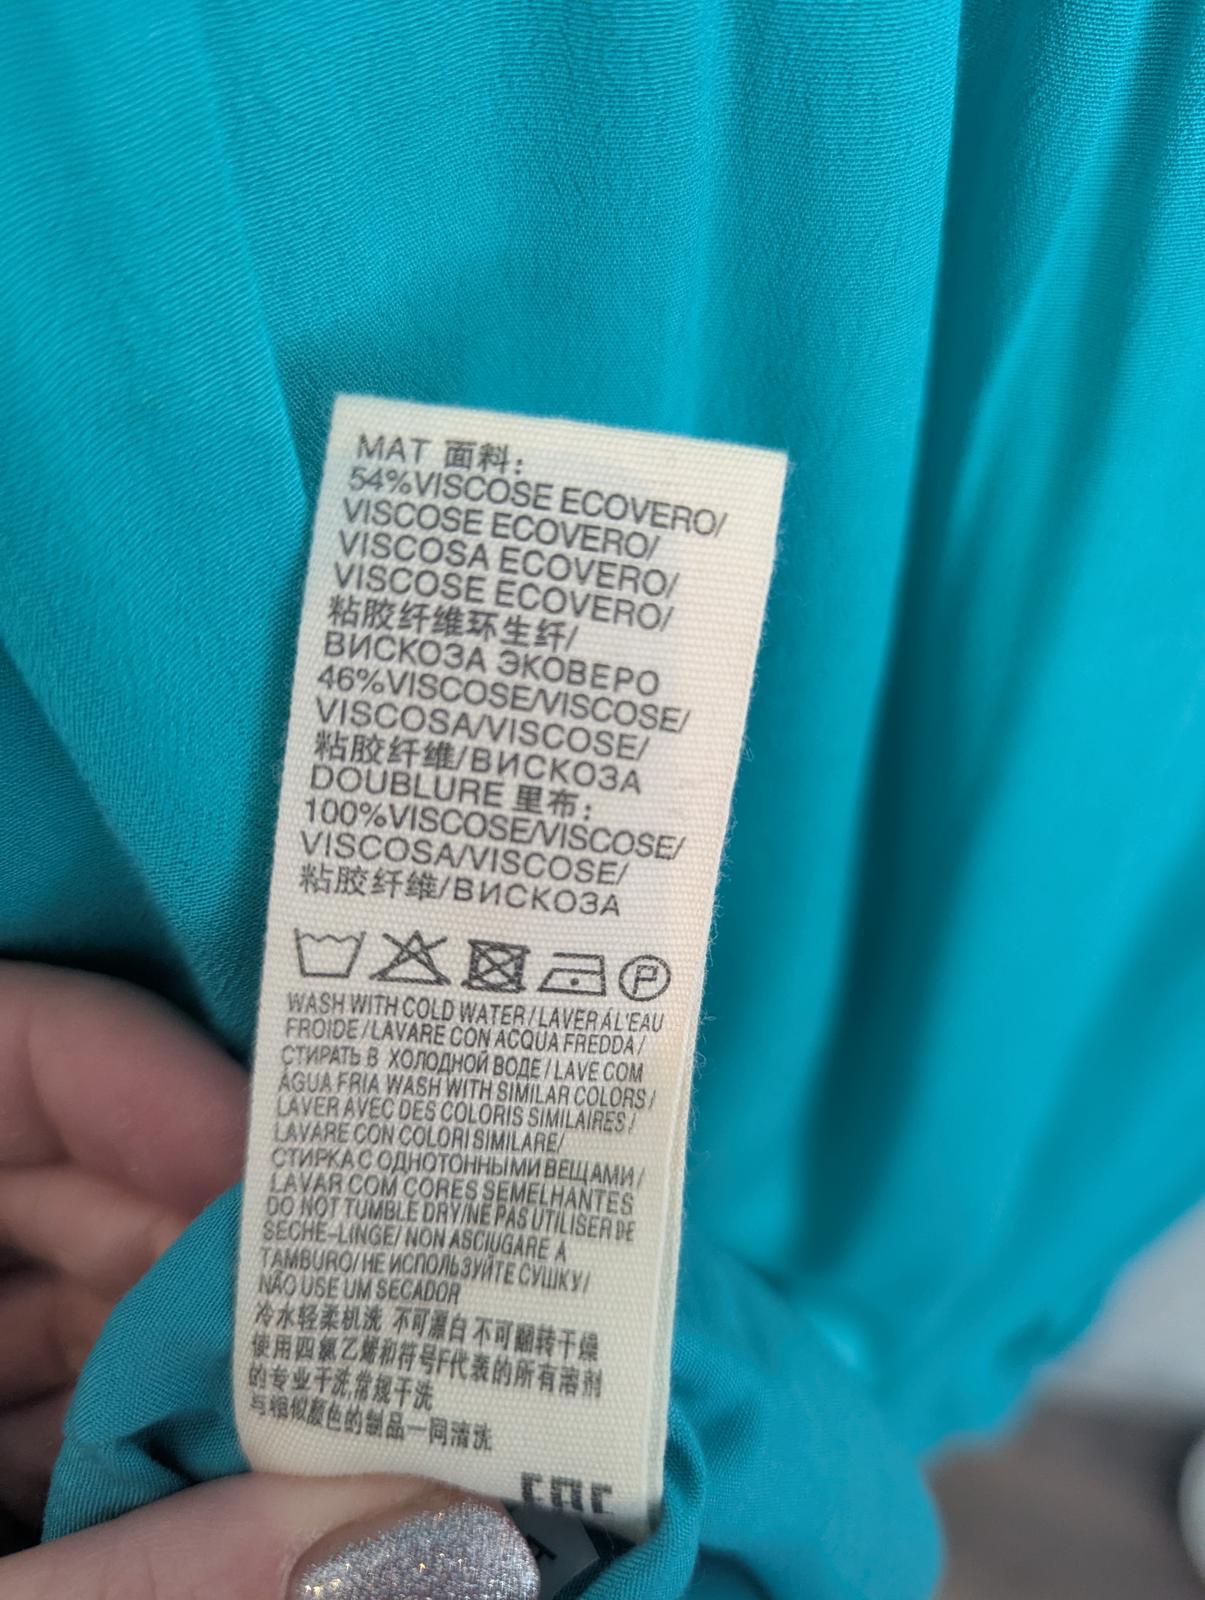 MAT 面料：
54%VISCOSE ECOVERO/
VISCOSE ECOVERO/
VISCOSA ECOVERO/
VISCOSE ECOVERO/
粘胶纤维环生纤/
ВИСКОЗА ЭКОВЕРО
46%VISCOSE/VISCOSE/
VISCOSA/VISCOSE/
粘胶纤维/ВИСКОЗА
DOUBLURE 里布：
100%VISCOSE/VISCOSE/
VISCOSA/VISCOSE/
粘胶纤维/ВИСКОЗА
P
WASH WITH COLD WATER / LAVER Á L'EAU
FROIDE / LAVARE CON ACQUA FREDDA /
СТИРАТЬ В ХОЛОДНОЙ ВОДЕ / LAVE COM
ÁGUA FRIA WASH WITH SIMILAR COLORS /
LAVER AVEC DES COLORIS SIMILAIRES /
LAVARE CON COLORI SIMILARE/
СТИРКА С ОДНОТОННЫМИ ВЕЩАМИ /
LAVAR COM CORES SEMELHANTES
DO NOT TUMBLE DRY/NE PAS UTILISER DE
SECHE-LINGE/ NON ASCIUGARE A
TAMBURO/ НЕ ИСПОЛЬЗУЙТЕ СУШКУ /
NÃO USE UM SECADOR
冷水轻柔机洗 不可漂白 不可翻转干燥
使用四氯乙烯和符号F代表的所有溶剂
的专业干洗,常规干洗
与相似颜色的制品一同清洗
EAC